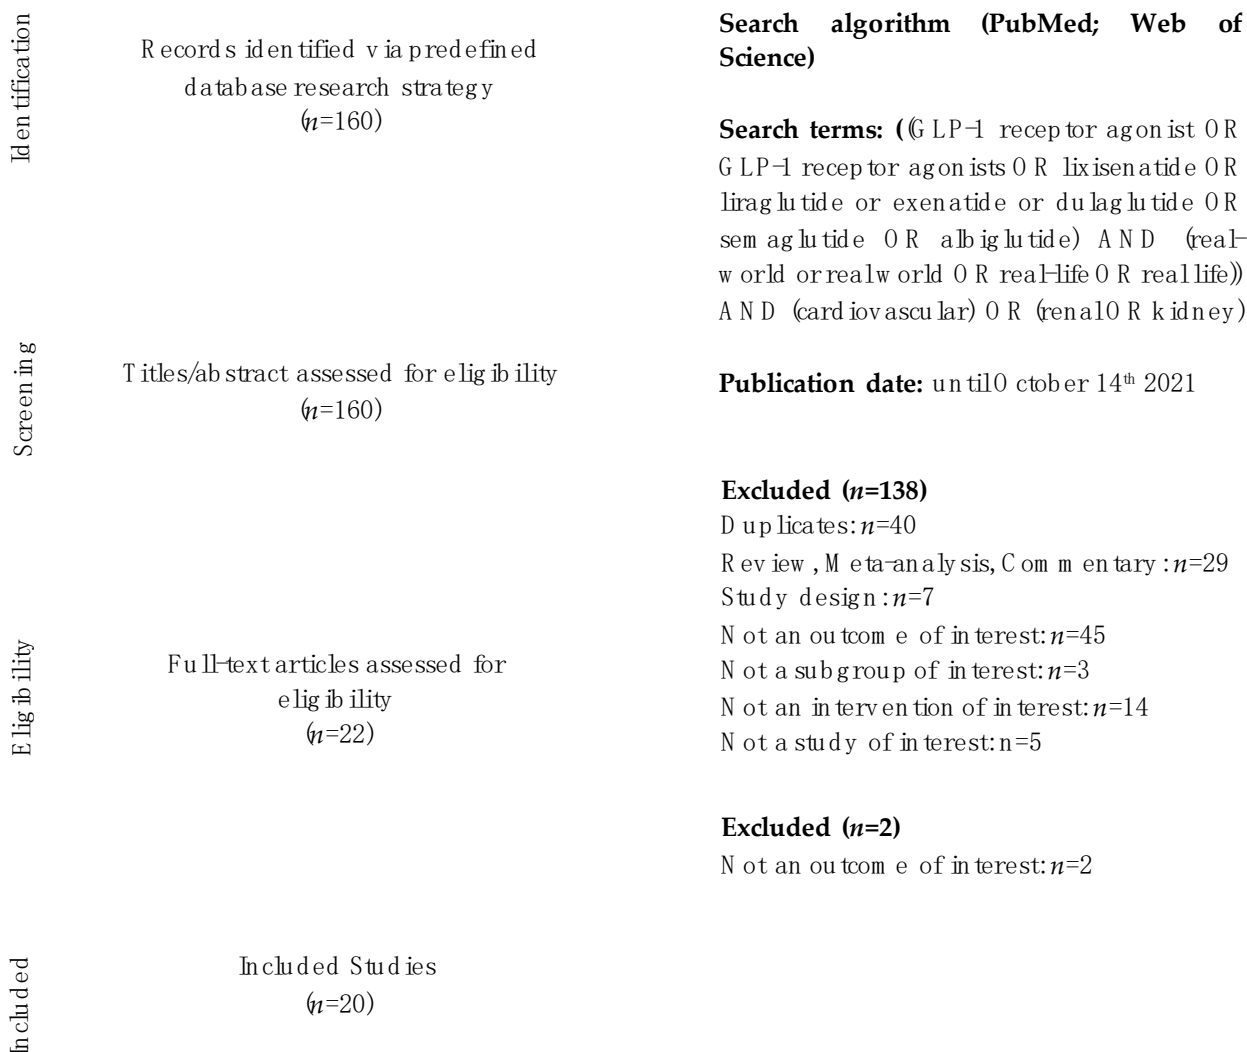 Identification
Records identified via predefined
database research strategy
(n=160)
Search algorithm (PubMed; Web of
Science)
Search terms: ((GLP-1 receptor agonist OR
GLP-1 receptor agonists OR lixisenatide OR
liraglutide or exenatide or dulaglutide OR
semaglutide OR albiglutide) AND (real-
world or real world OR real-life OR real life))
AND (cardiovascular) OR (renal OR kidney)
Publication date: until October 14th 2021
Screening
Titles/abstract assessed for eligibility
(n=160)
Excluded (n=138)
Duplicates: n=40
Review, Meta-analysis, Commentary: n=29
Study design: n=7
Not an outcome of interest: n=45
Not a subgroup of interest: n=3
Not an intervention of interest: n=14
Not a study of interest: n=5
Eligibility
Full-text articles assessed for
eligibility
(n=22)
Excluded (n=2)
Not an outcome of interest: n=2
Included
Included Studies
(n=20)